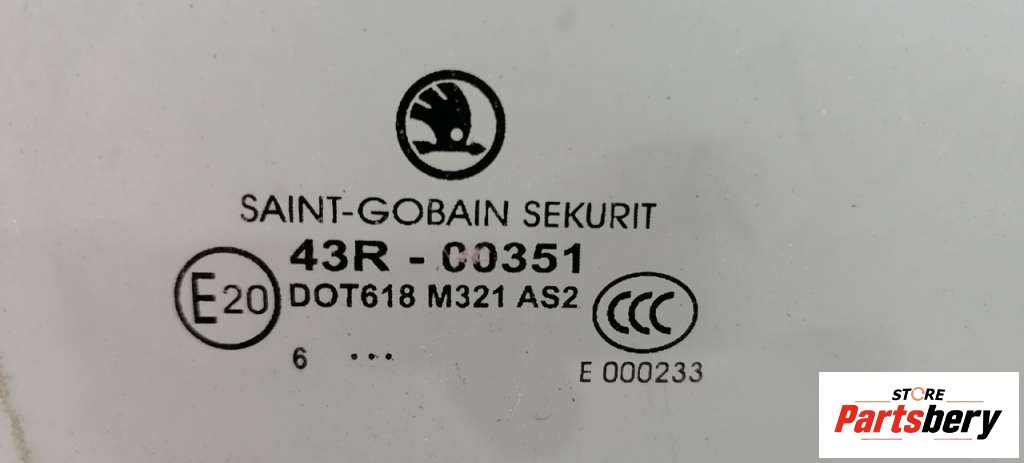 SAINT-GOBAIN SEKURIT
43R - 00351
E20
DOT618 M321 AS2
CCC
6 ...
E 000233
STORE
Partsbery